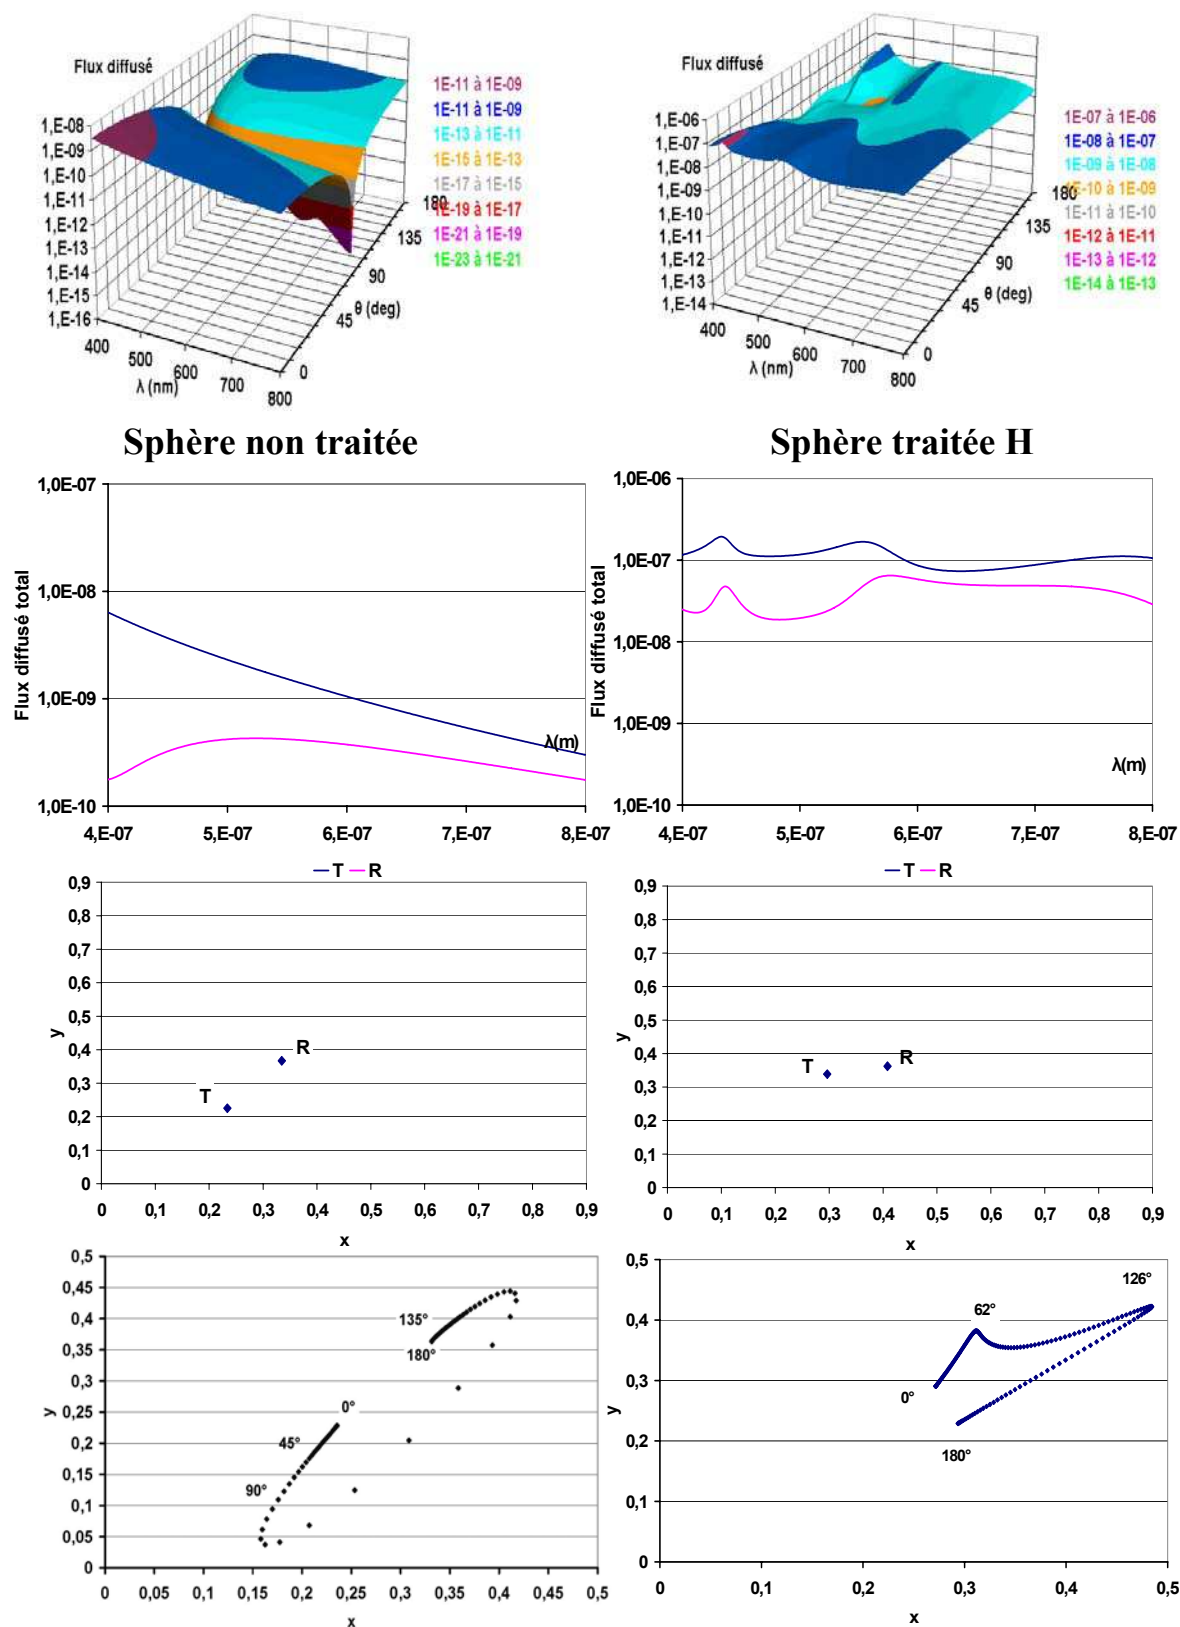 Flux diffusé
1E-11 à 1E-09
1E-11 à 1E-09
1E-13 à 1E-11
1E-15 à 1E-13
1E-17 à 1E-15
1E-19 à 1E-17
1E-21 à 1E-19
1E-23 à 1E-21
1,E-08
1,E-09
1,E-10
1,E-11
1,E-12
1,E-13
1,E-14
1,E-15
1,E-16
400
500
600
700
800
λ (nm)
0
45
90
135
180
θ (deg)
Flux diffusé
1E-07 à 1E-06
1E-08 à 1E-07
1E-09 à 1E-08
E-10 à 1E-09
1E-11 à 1E-10
1E-12 à 1E-11
1E-13 à 1E-12
1E-14 à 1E-13
1,E-06
1,E-07
1,E-08
1,E-09
1,E-10
1,E-11
1,E-12
1,E-13
1,E-14
400
500
600
700
800
λ (nm)
0
45
90
135
180
θ (deg)
Sphère non traitée
Sphère traitée H
1,0E-07
1,0E-08
1,0E-09
1,0E-10
Flux diffusé total
λ(m)
4,E-07 5,E-07 6,E-07 7,E-07 8,E-07
T R
1,0E-06
1,0E-07
1,0E-08
1,0E-09
1,0E-10
Flux diffusé total
λ(m)
4,E-07 5,E-07 6,E-07 7,E-07 8,E-07
T R
0,9
0,8
0,7
0,6
0,5
0,4
0,3
0,2
0,1
0
y
R
T
0 0,1 0,2 0,3 0,4 0,5 0,6 0,7 0,8 0,9
x
0,9
0,8
0,7
0,6
0,5
0,4
0,3
0,2
0,1
0
y
T
R
0 0,1 0,2 0,3 0,4 0,5 0,6 0,7 0,8 0,9
x
0,5
0,45
0,4
0,35
0,3
0,25
0,2
0,15
0,1
0,05
0
y
135°
180°
0°
45°
90°
0 0,05 0,1 0,15 0,2 0,25 0,3 0,35 0,4 0,45 0,5
x
0,5
0,4
0,3
0,2
0,1
0
y
126°
62°
0°
180°
0 0,1 0,2 0,3 0,4 0,5
x